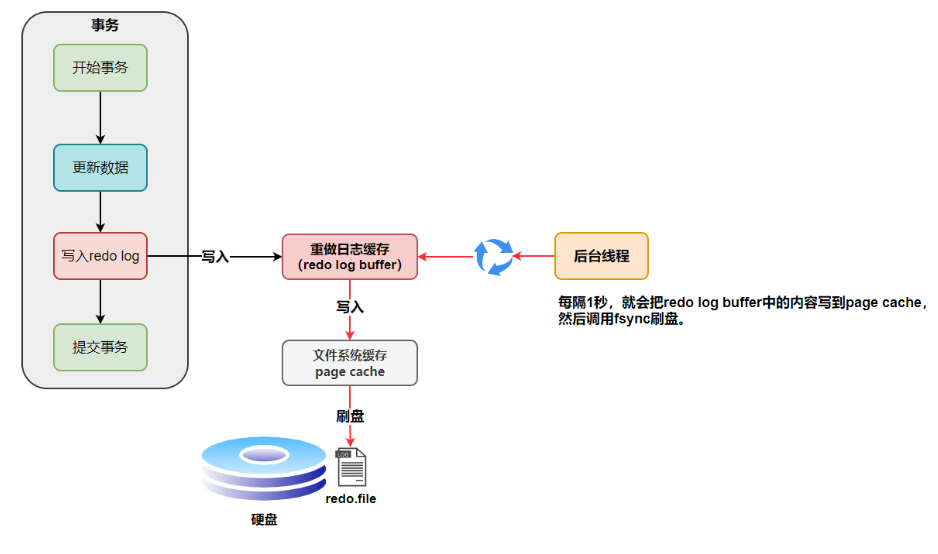 事务
开始事务
更新数据
写入redo log
提交事务
写入
重做日志缓存
（redo log buffer）
后台线程
每隔1秒，就会把redo log buffer中的内容写到page cache，
然后调用fsync刷盘。
写入
文件系统缓存
page cache
刷盘
LOG
redo.file
硬盘